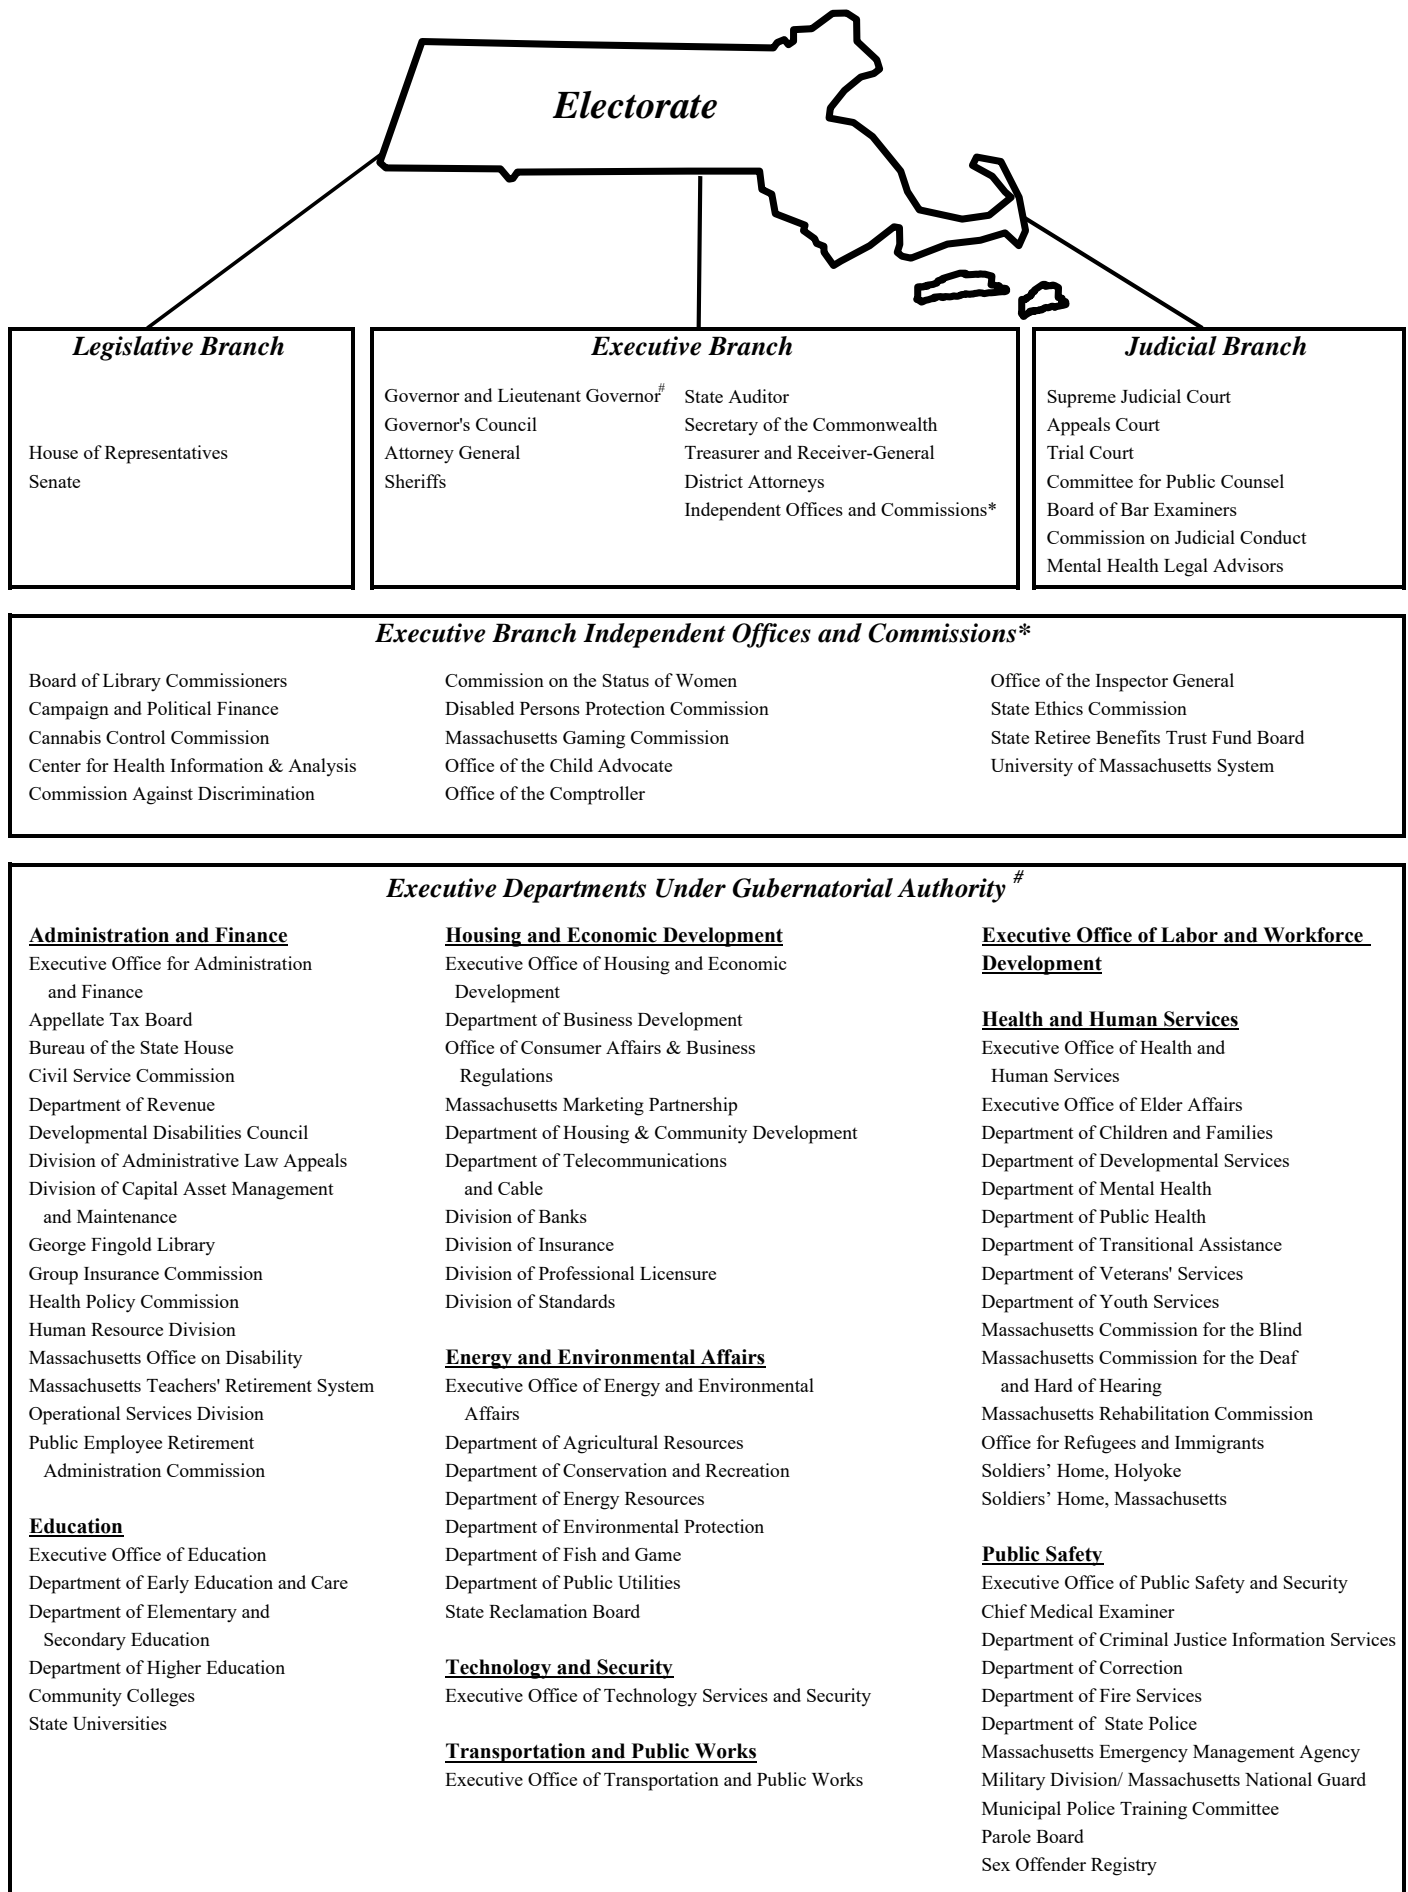 Electorate
Legislative Branch
House of Representatives
Senate
Executive Branch
Governor and Lieutenant Governor#
Governor's Council
Attorney General
Sheriffs
State Auditor
Secretary of the Commonwealth
Treasurer and Receiver-General
District Attorneys
Independent Offices and Commissions*
Judicial Branch
Supreme Judicial Court
Appeals Court
Trial Court
Committee for Public Counsel
Board of Bar Examiners
Commission on Judicial Conduct
Mental Health Legal Advisors
Executive Branch Independent Offices and Commissions*
Board of Library Commissioners
Campaign and Political Finance
Cannabis Control Commission
Center for Health Information & Analysis
Commission Against Discrimination
Commission on the Status of Women
Disabled Persons Protection Commission
Massachusetts Gaming Commission
Office of the Child Advocate
Office of the Comptroller
Office of the Inspector General
State Ethics Commission
State Retiree Benefits Trust Fund Board
University of Massachusetts System
Executive Departments Under Gubernatorial Authority #
Administration and Finance
Executive Office for Administration
and Finance
Appellate Tax Board
Bureau of the State House
Civil Service Commission
Department of Revenue
Developmental Disabilities Council
Division of Administrative Law Appeals
Division of Capital Asset Management
and Maintenance
George Fingold Library
Group Insurance Commission
Health Policy Commission
Human Resource Division
Massachusetts Office on Disability
Massachusetts Teachers' Retirement System
Operational Services Division
Public Employee Retirement
Administration Commission
Education
Executive Office of Education
Department of Early Education and Care
Department of Elementary and
Secondary Education
Department of Higher Education
Community Colleges
State Universities
Housing and Economic Development
Executive Office of Housing and Economic
Development
Department of Business Development
Office of Consumer Affairs & Business
Regulations
Massachusetts Marketing Partnership
Department of Housing & Community Development
Department of Telecommunications
and Cable
Division of Banks
Division of Insurance
Division of Professional Licensure
Division of Standards
Energy and Environmental Affairs
Executive Office of Energy and Environmental
Affairs
Department of Agricultural Resources
Department of Conservation and Recreation
Department of Energy Resources
Department of Environmental Protection
Department of Fish and Game
Department of Public Utilities
State Reclamation Board
Technology and Security
Executive Office of Technology Services and Security
Transportation and Public Works
Executive Office of Transportation and Public Works
Executive Office of Labor and Workforce
Development
Health and Human Services
Executive Office of Health and
Human Services
Executive Office of Elder Affairs
Department of Children and Families
Department of Developmental Services
Department of Mental Health
Department of Public Health
Department of Transitional Assistance
Department of Veterans' Services
Department of Youth Services
Massachusetts Commission for the Blind
Massachusetts Commission for the Deaf
and Hard of Hearing
Massachusetts Rehabilitation Commission
Office for Refugees and Immigrants
Soldiers’ Home, Holyoke
Soldiers’ Home, Massachusetts
Public Safety
Executive Office of Public Safety and Security
Chief Medical Examiner
Department of Criminal Justice Information Services
Department of Correction
Department of Fire Services
Department of State Police
Massachusetts Emergency Management Agency
Military Division/ Massachusetts National Guard
Municipal Police Training Committee
Parole Board
Sex Offender Registry